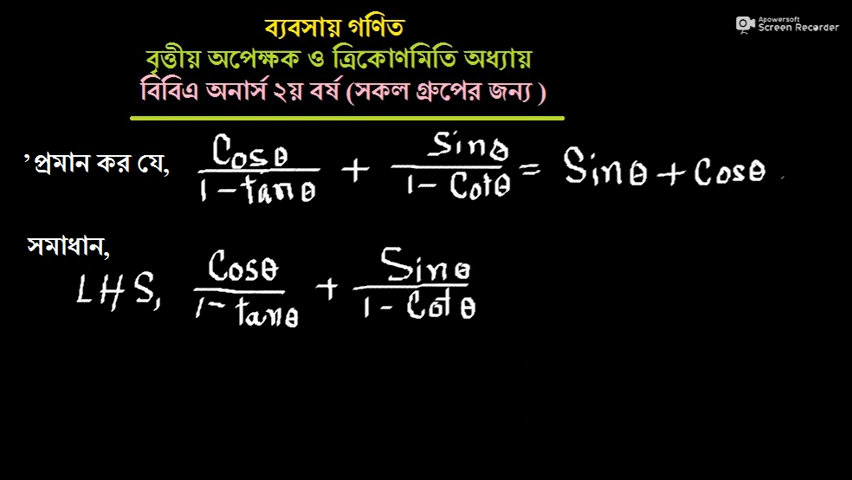 ব্যবসায় গণিত
Apowersoft
Screen Recorder
বৃত্তীয় অপেক্ষক ও ত্রিকোণমিতি অধ্যায়
বিবিএ অনার্স ২য় বর্ষ (সকল গ্রুপের জন্য )
’প্রমান কর যে, Cosθ / 1 - tanθ + Sinθ / 1 - Cotθ = Sinθ + Cosθ
সমাধান,
LHS, Cosθ / 1 - tanθ + Sinθ / 1 - Cotθ